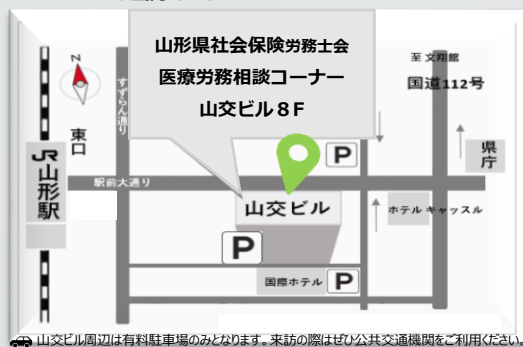 山形県社会保険労務士会
医療労務相談コーナー
山交ビル８F
N
至 文翔館
国道112号
すずらん通り
東口
JR山形駅
駅前大通り
P
県庁
山交ビル
ホテルキャッスル
P
国際ホテル
P
山交ビル周辺は有料駐車場のみとなります。来訪の際はぜひ公共交通機関をご利用ください。